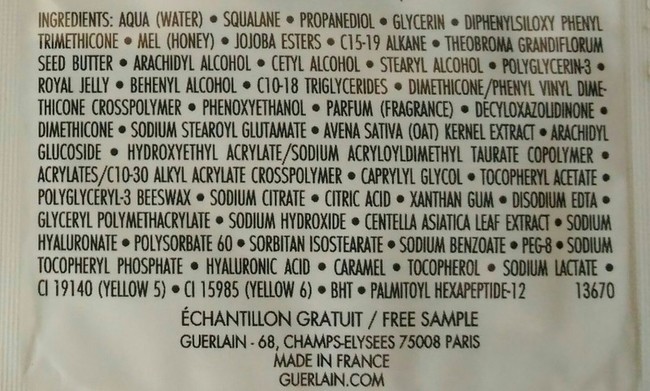 INGREDIENTS: AQUA (WATER) • SQUALANE • PROPANEDIOL • GLYCERIN • DIPHENYLSILOXY PHENYL
TRIMETHICONE • MEL (HONEY) • JOJOBA ESTERS • C15-19 ALKANE • THEOBROMA GRANDIFLORUM
SEED BUTTER • ARACHIDYL ALCOHOL • CETYL ALCOHOL • STEARYL ALCOHOL • POLYGLYCERIN-3 •
ROYAL JELLY • BEHENYL ALCOHOL • C10-18 TRIGLYCERIDES • DIMETHICONE/PHENYL VINYL DIME-
THICONE CROSSPOLYMER • PHENOXYETHANOL • PARFUM (FRAGRANCE) • DECYLOXAZOLIDINONE •
DIMETHICONE • SODIUM STEAROYL GLUTAMATE • AVENA SATIVA (OAT) KERNEL EXTRACT • ARACHIDYL
GLUCOSIDE • HYDROXYETHYL ACRYLATE/SODIUM ACRYLOYLDIMETHYL TAURATE COPOLYMER •
ACRYLATES/C10-30 ALKYL ACRYLATE CROSSPOLYMER • CAPRYLYL GLYCOL • TOCOPHERYL ACETATE •
POLYGLYCERYL-3 BEESWAX • SODIUM CITRATE • CITRIC ACID • XANTHAN GUM • DISODIUM EDTA •
GLYCERYL POLYMETHACRYLATE • SODIUM HYDROXIDE • CENTELLA ASIATICA LEAF EXTRACT • SODIUM
HYALURONATE • POLYSORBATE 60 • SORBITAN ISOSTEARATE • SODIUM BENZOATE • PEG-8 • SODIUM
TOCOPHERYL PHOSPHATE • HYALURONIC ACID • CARAMEL • TOCOPHEROL • SODIUM LACTATE •
CI 19140 (YELLOW 5) • CI 15985 (YELLOW 6) • BHT • PALMITOYL HEXAPEPTIDE-12 13670
ÉCHANTILLON GRATUIT / FREE SAMPLE
GUERLAIN - 68, CHAMPS-ELYSEES 75008 PARIS
MADE IN FRANCE
GUERLAIN.COM